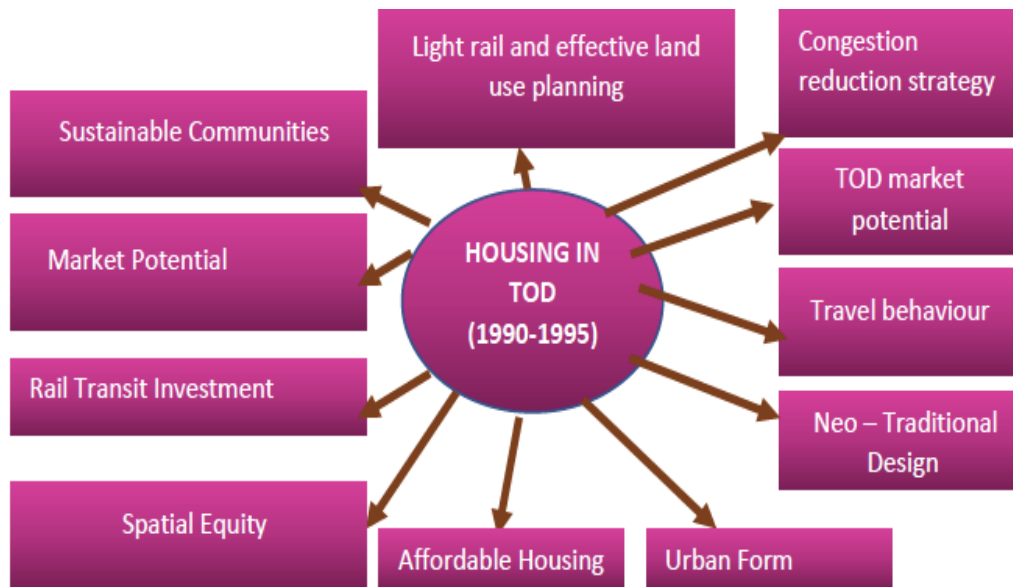 Light rail and effective land
use planning
Congestion
reduction strategy
Sustainable Communities
TOD market
potential
Market Potential
HOUSING IN
TOD
(1990-1995)
Travel behaviour
Rail Transit Investment
Neo – Traditional
Design
Spatial Equity
Affordable Housing
Urban Form